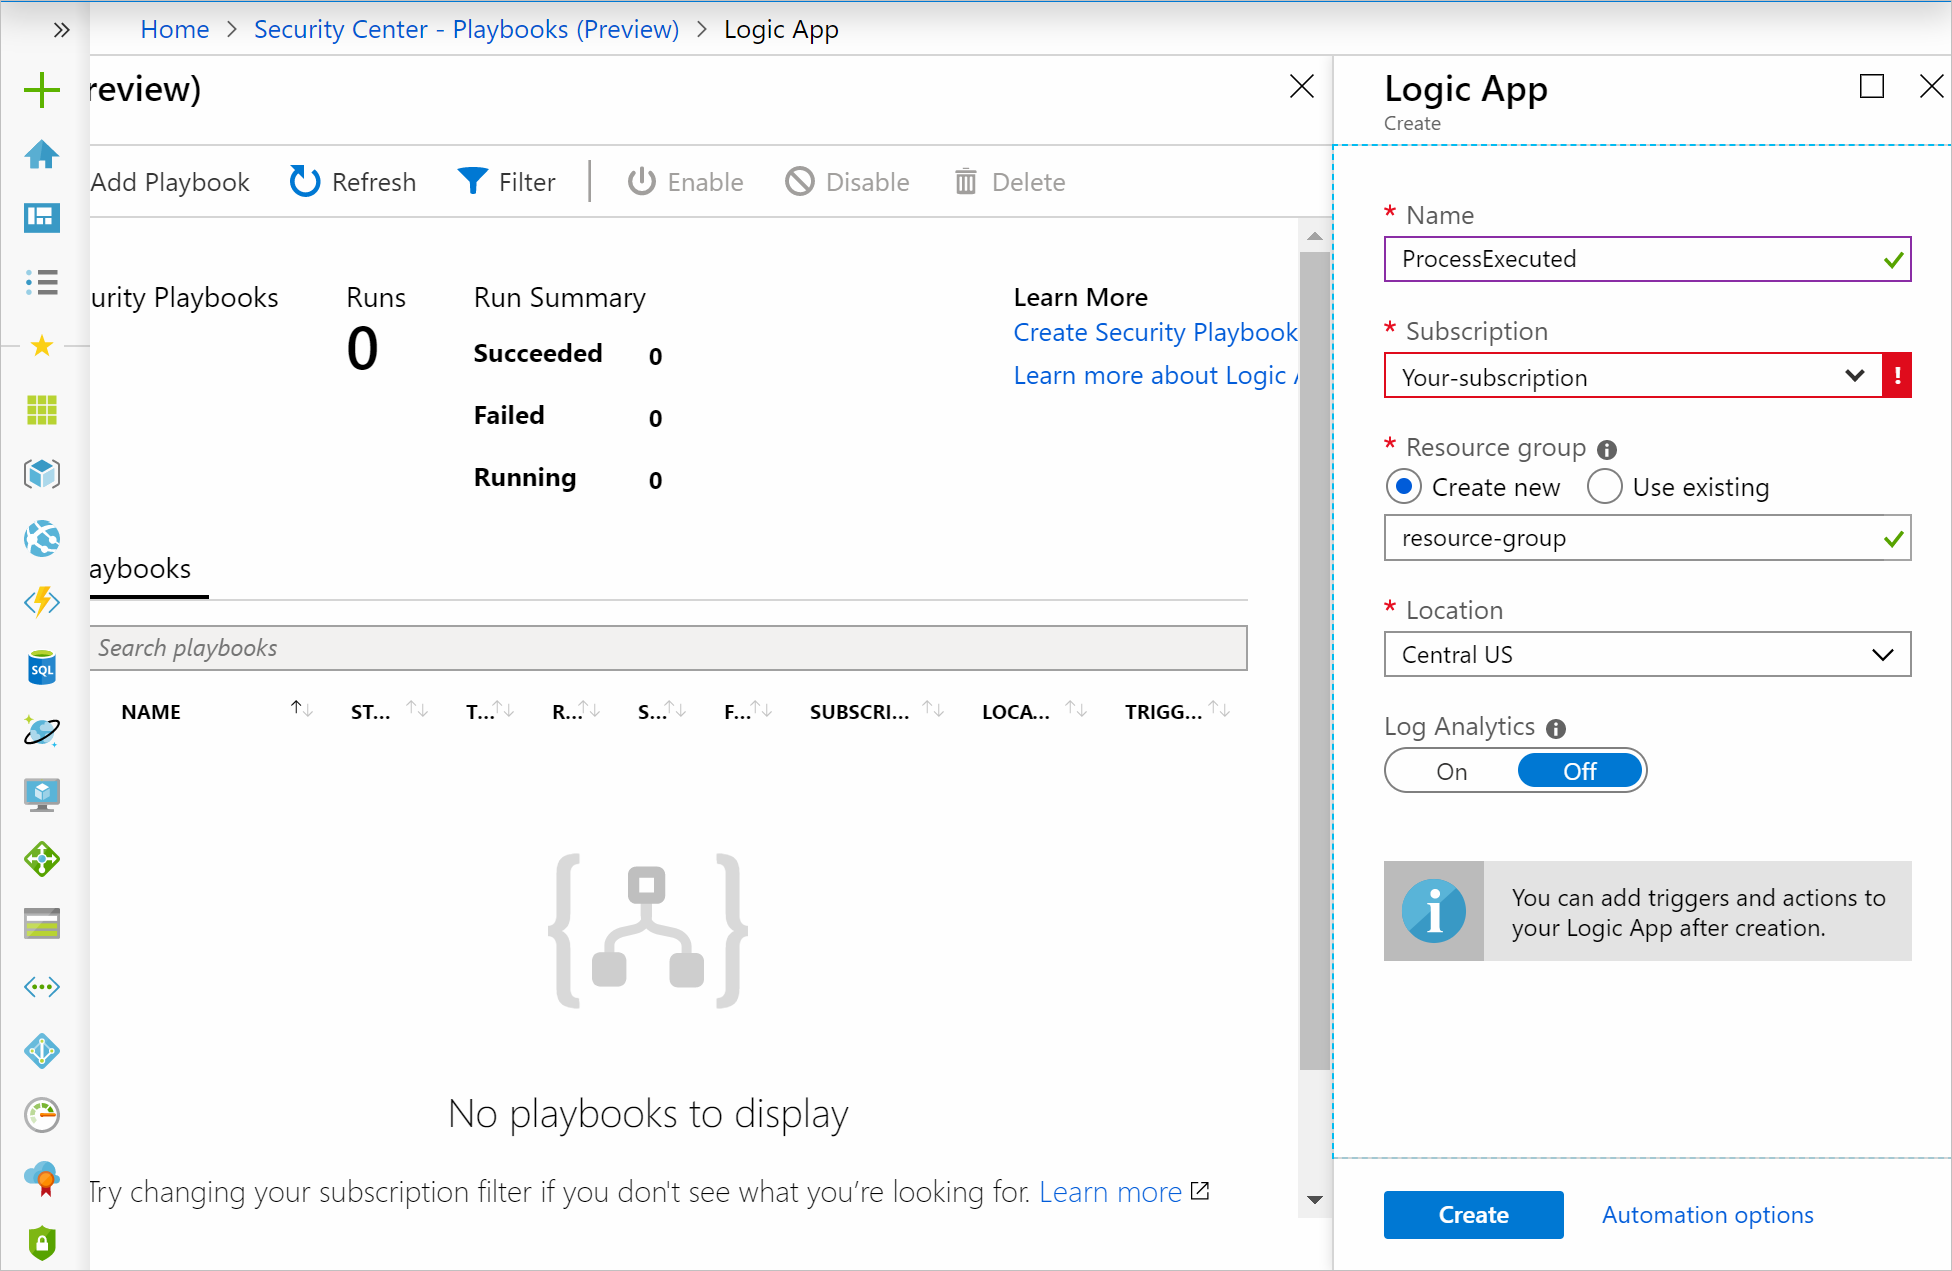 Home > Security Center - Playbooks (Preview) > Logic App
review)
Add Playbook Refresh Filter Enable Disable Delete
urity Playbooks
Runs
0
Run Summary
Succeeded 0
Failed 0
Running 0
Learn More
Create Security Playbook
Learn more about Logic A
aybooks
Search playbooks
NAME ST... T... R... S... F... SUBSCRI... LOCA... TRIGG...
No playbooks to display
Try changing your subscription filter if you don't see what you’re looking for. Learn more
SQL
Logic App
Create
* Name
ProcessExecuted
* Subscription
Your-subscription
!
* Resource group
Create new Use existing
resource-group
* Location
Central US
Log Analytics
On Off
You can add triggers and actions to
your Logic App after creation.
Create Automation options